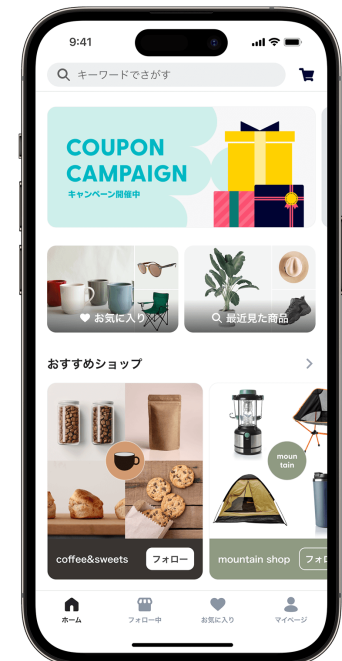 9:41
キーワードでさがす
COUPON
CAMPAIGN
キャンペーン開催中
お気に入り
最近見た商品
おすすめショップ
moun
tain
coffee&sweets
フォロー
mountain shop
フォロ
ホーム
フォロー中
お気に入り
マイページ